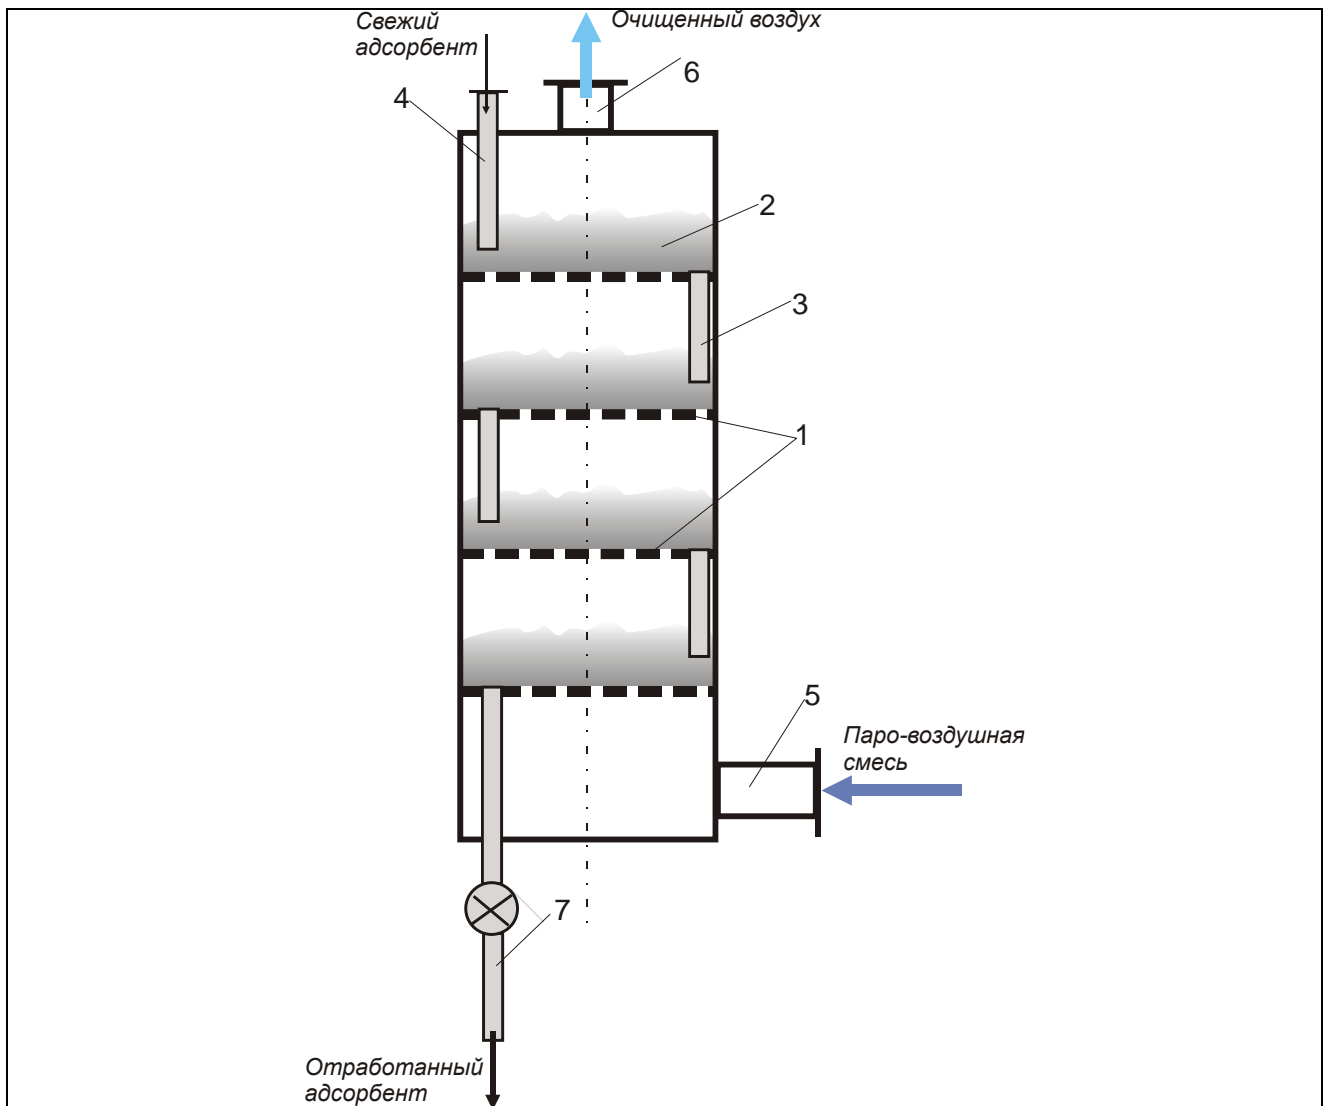 Свежий
адсорбент
Очищенный воздух
6
4
2
3
1
5
Паро-воздушная
смесь
7
Отработанный
адсорбент